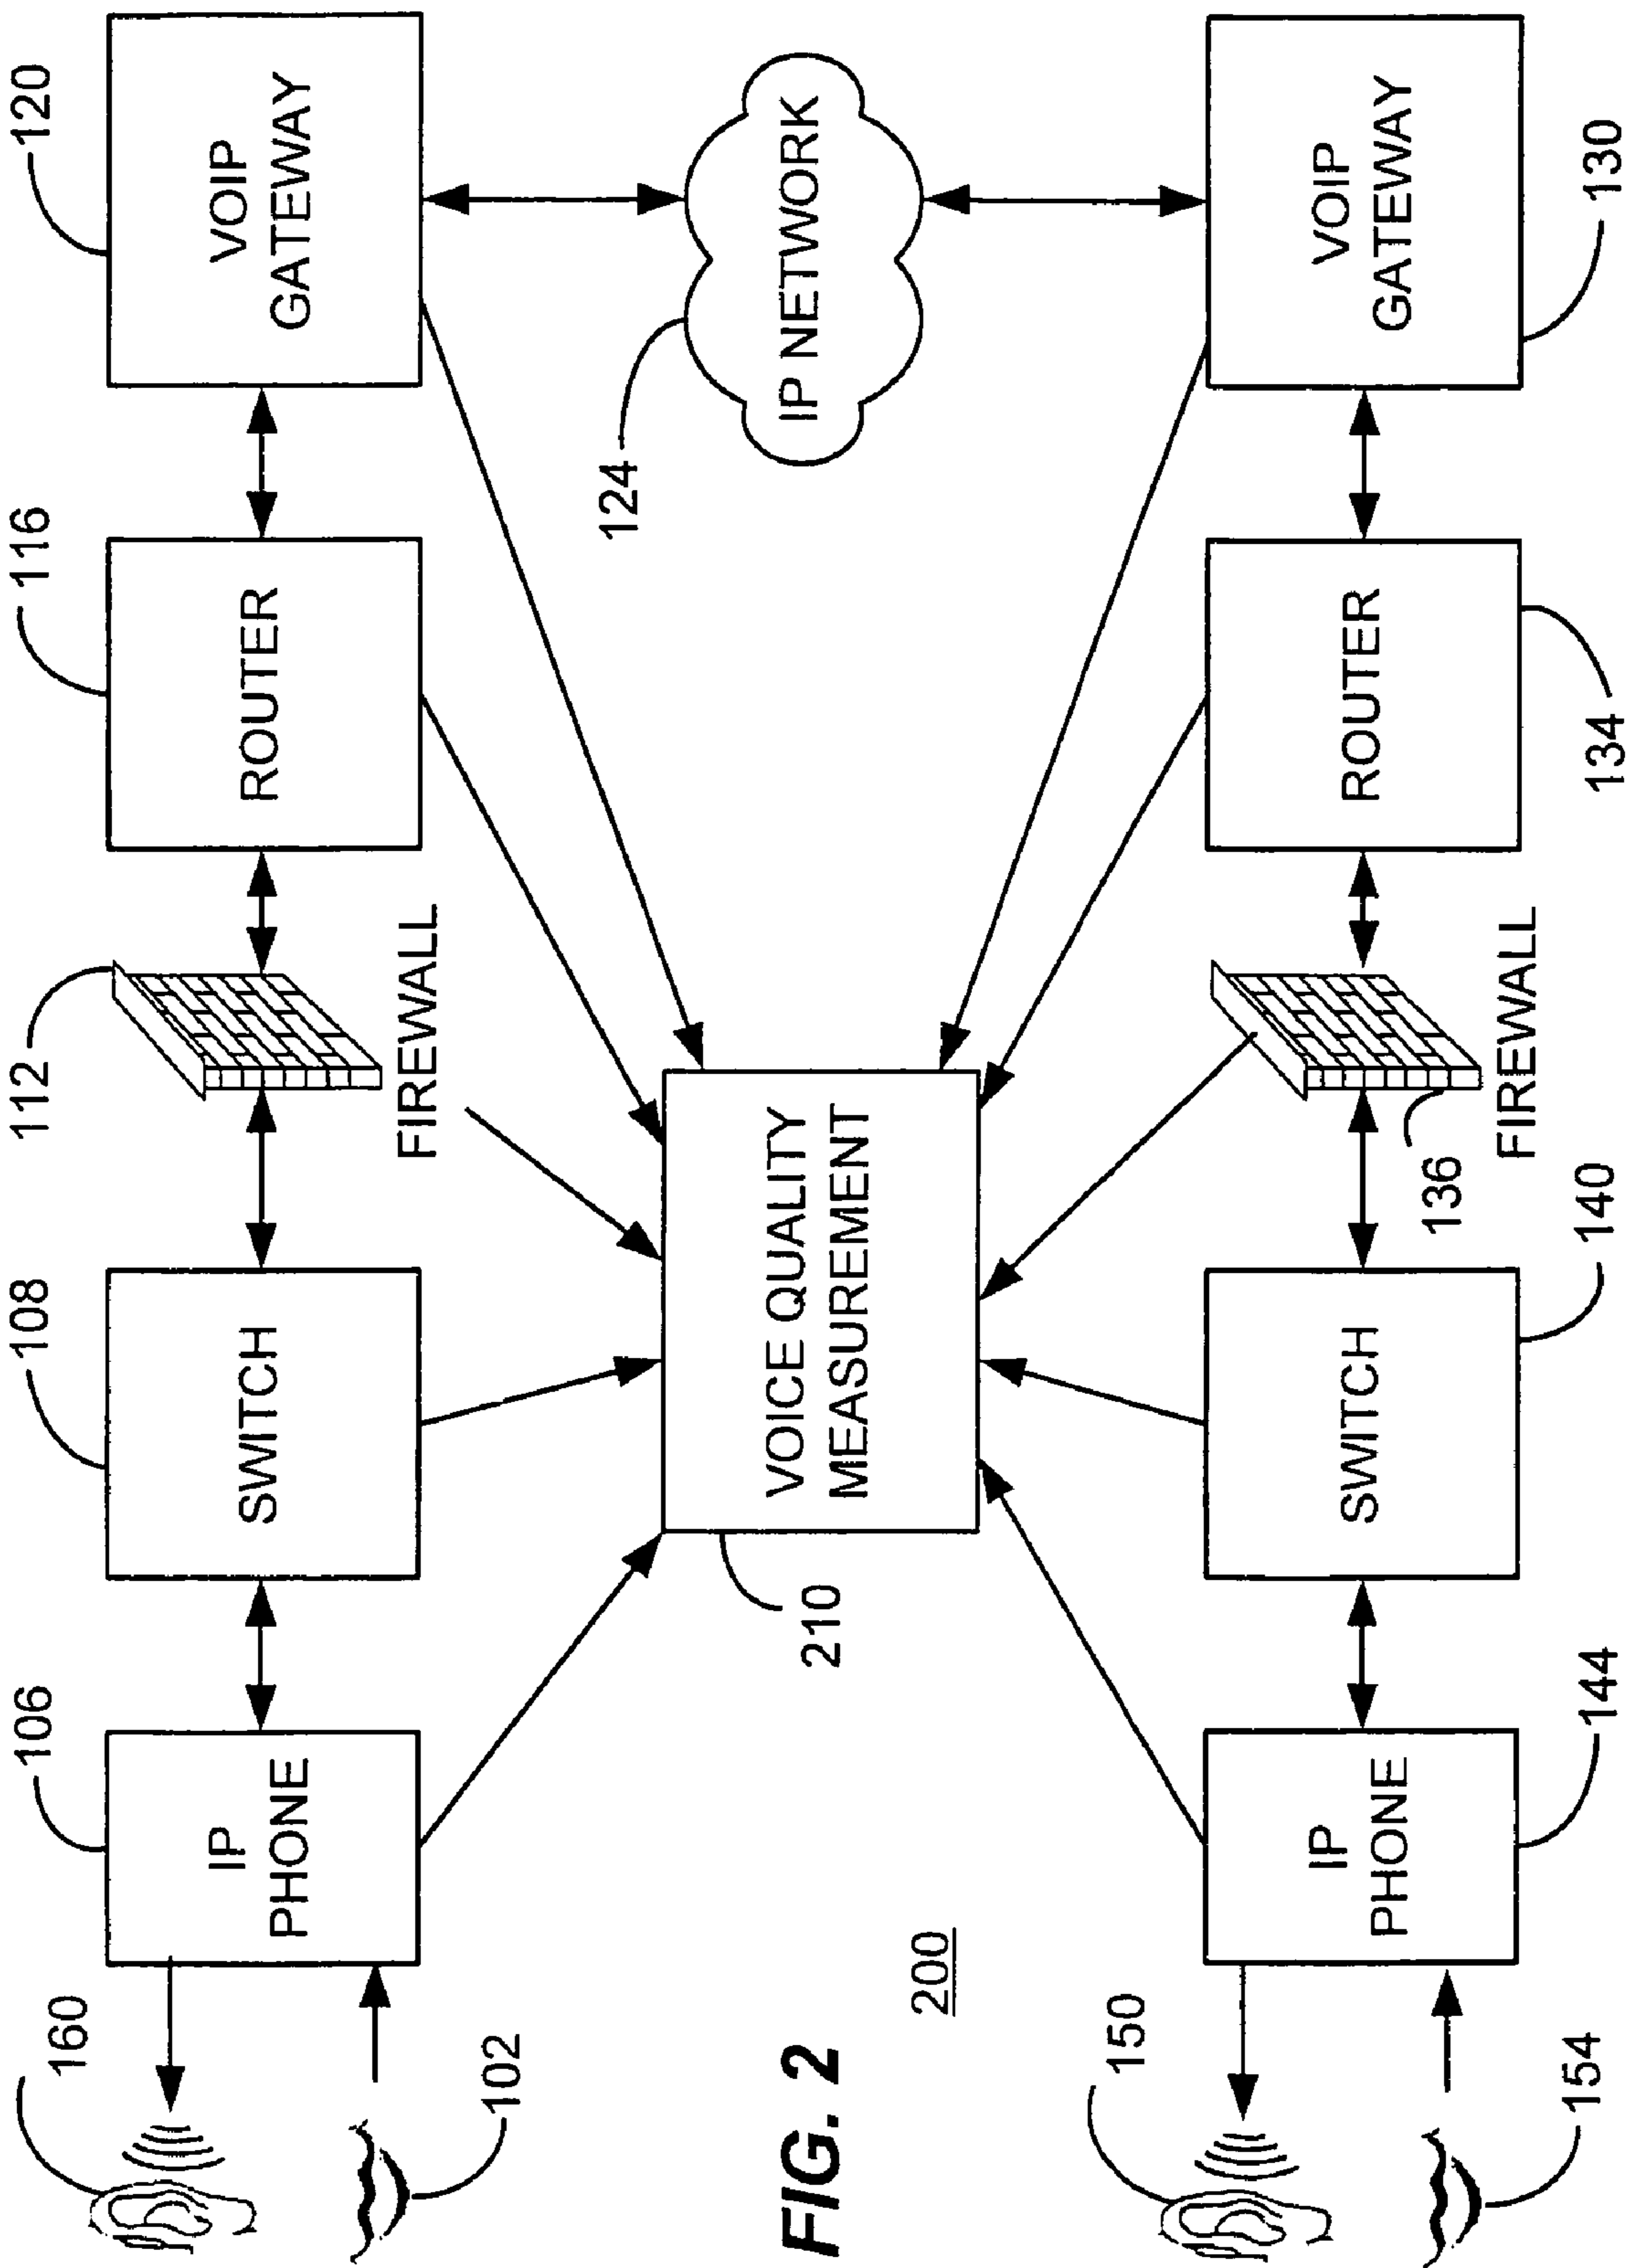 160
102
106
IP
PHONE
108
SWITCH
112
FIREWALL
116
ROUTER
120
VOIP
GATEWAY
210
VOICE QUALITY
MEASUREMENT
124
IP NETWORK
FIG. 2
200
150
154
IP
PHONE
144
SWITCH
140
136
FIREWALL
ROUTER
134
VOIP
GATEWAY
130